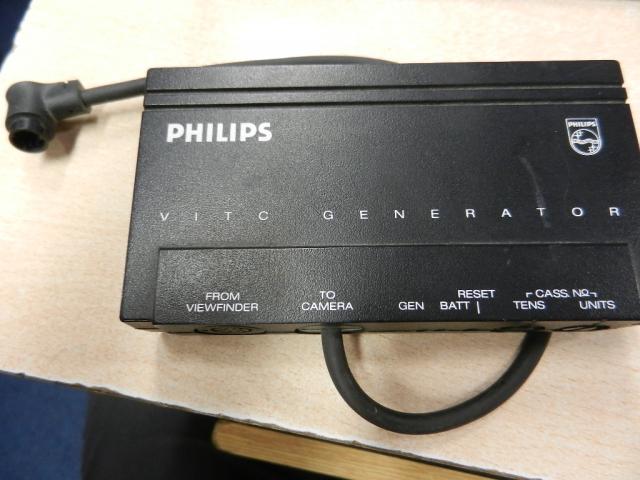 PHILIPS
PHILIPS
VITC GENERATOR
FROM VIEWFINDER
TO CAMERA
GEN
RESET
BATT
CASS. Nº
TENS
UNITS